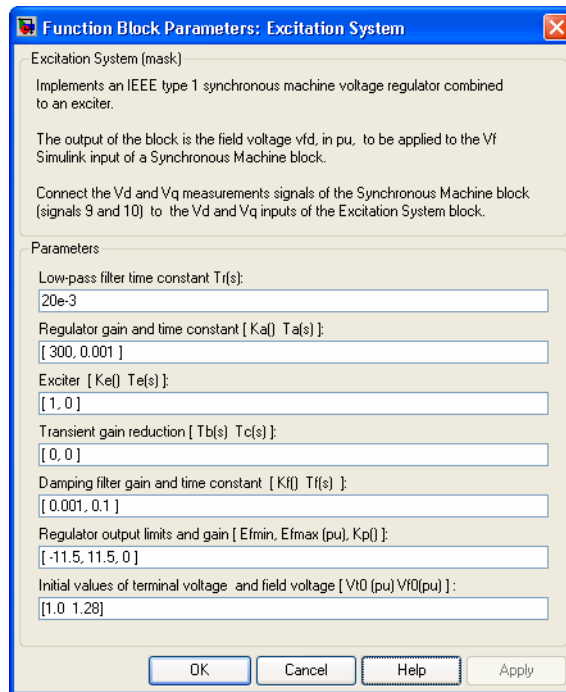 Function Block Parameters: Excitation System
Excitation System (mask)
Implements an IEEE type 1 synchronous machine voltage regulator combined
to an exciter.
The output of the block is the field voltage vfd, in pu, to be applied to the Vf
Simulink input of a Synchronous Machine block.
Connect the Vd and Vq measurements signals of the Synchronous Machine block
(signals 9 and 10) to the Vd and Vq inputs of the Excitation System block.
Parameters
Low-pass filter time constant Tr(s):
20e-3
Regulator gain and time constant [ Ka() Ta(s) ]:
[ 300, 0.001 ]
Exciter [ Ke() Te(s) ]:
[ 1, 0 ]
Transient gain reduction [ Tb(s) Tc(s) ]:
[ 0, 0 ]
Damping filter gain and time constant [ Kf() Tf(s) ]:
[ 0.001, 0.1 ]
Regulator output limits and gain [ Efmin, Efmax (pu), Kp() ]:
[ -11.5, 11.5, 0 ]
Initial values of terminal voltage and field voltage [ Vt0 (pu) Vf0(pu) ] :
[1.0 1.28]
OK Cancel Help Apply